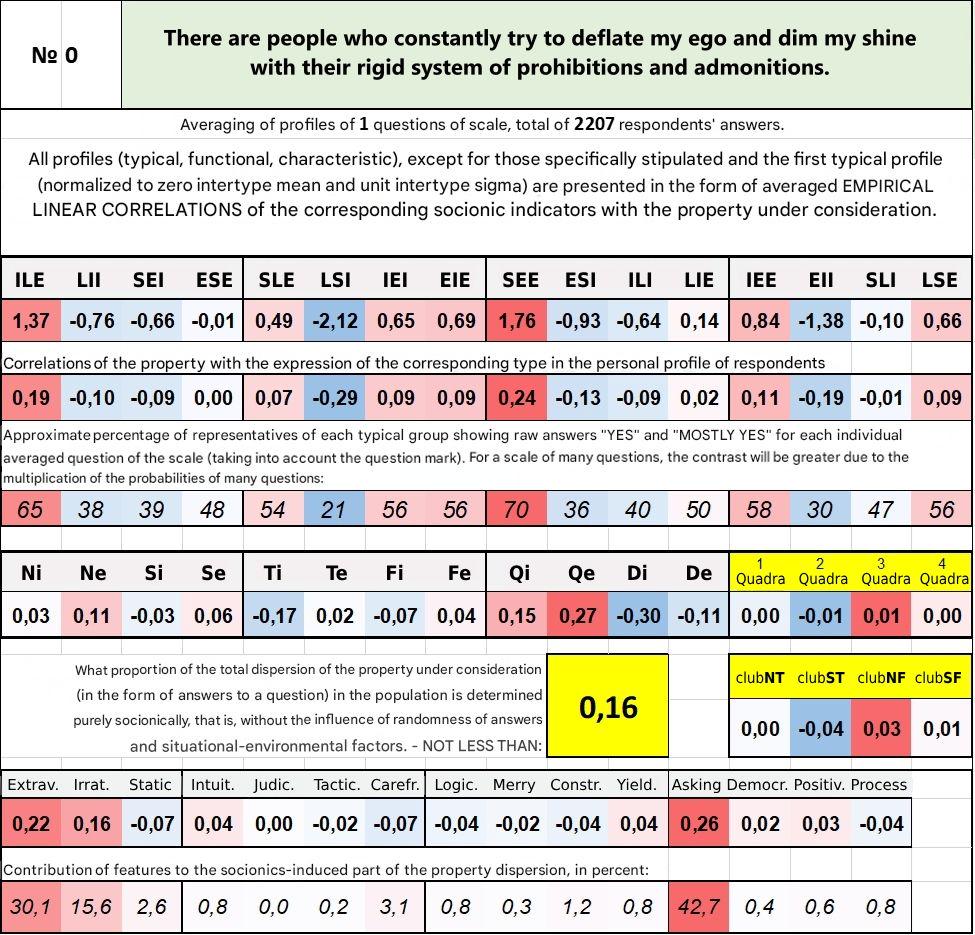 № 0
There are people who constantly try to deflate my ego and dim my shine
with their rigid system of prohibitions and admonitions.
Averaging of profiles of 1 questions of scale, total of 2207 respondents' answers.
All profiles (typical, functional, characteristic), except for those specifically stipulated and the first typical profile
(normalized to zero intertype mean and unit intertype sigma) are presented in the form of averaged EMPIRICAL
LINEAR CORRELATIONS of the corresponding socionic indicators with the property under consideration.
ILE LII SEI ESE SLE LSI IEI EIE SEE ESI ILI LIE IEE EII SLI LSE
1,37 -0,76 -0,66 -0,01 0,49 -2,12 0,65 0,69 1,76 -0,93 -0,64 0,14 0,84 -1,38 -0,10 0,66
Correlations of the property with the expression of the corresponding type in the personal profile of respondents
0,19 -0,10 -0,09 0,00 0,07 -0,29 0,09 0,09 0,24 -0,13 -0,09 0,02 0,11 -0,19 -0,01 0,09
Approximate percentage of representatives of each typical group showing raw answers "YES" and "MOSTLY YES" for each individual
averaged question of the scale (taking into account the question mark). For a scale of many questions, the contrast will be greater due to the
multiplication of the probabilities of many questions:
65 38 39 48 54 21 56 56 70 36 40 50 58 30 47 56
Ni Ne Si Se Ti Te Fi Fe Qi Qe Di De 1 Quadra 2 Quadra 3 Quadra 4 Quadra
0,03 0,11 -0,03 0,06 -0,17 0,02 -0,07 0,04 0,15 0,27 -0,30 -0,11 0,00 -0,01 0,01 0,00
What proportion of the total dispersion of the property under consideration
(in the form of answers to a question) in the population is determined
purely socionically, that is, without the influence of randomness of answers
and situational-environmental factors. - NOT LESS THAN:
0,16
clubNT clubST clubNF clubSF
0,00 -0,04 0,03 0,01
Extrav. Irrat. Static Intuit. Judic. Tactic. Carefr. Logic. Merry Constr. Yield. Asking Democr. Positiv. Process
0,22 0,16 -0,07 0,04 0,00 -0,02 -0,07 -0,04 -0,02 -0,04 0,04 0,26 0,02 0,03 -0,04
Contribution of features to the socionics-induced part of the property dispersion, in percent:
30,1 15,6 2,6 0,8 0,0 0,2 3,1 0,8 0,3 1,2 0,8 42,7 0,4 0,6 0,8